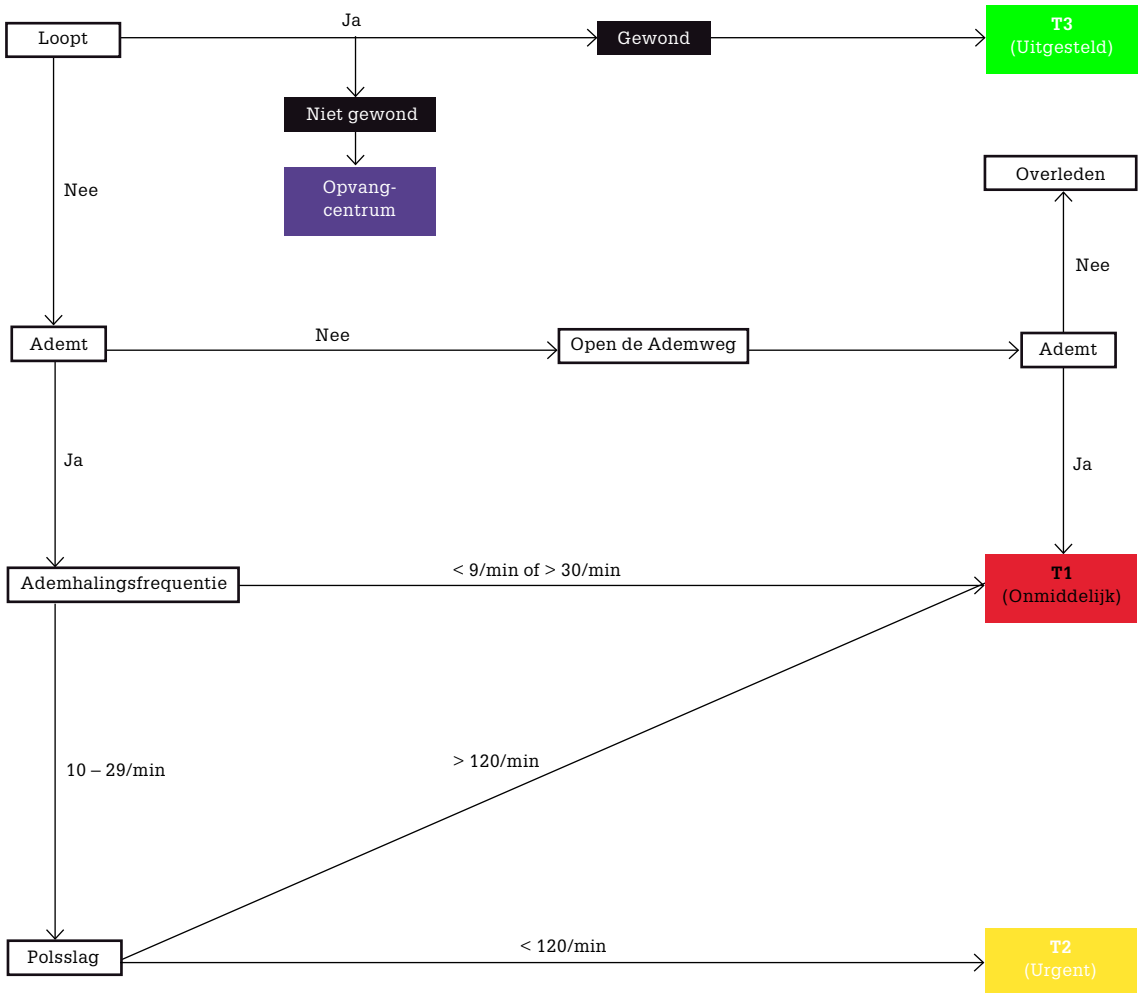 Loopt
Ja
Gewond
T3
(Uitgesteld)
Niet gewond
Opvang-
centrum
Nee
Overleden
Nee
Ademt
Nee
Open de Ademweg
Ademt
Ja
Ja
Ademhalingsfrequentie
< 9/min of > 30/min
T1
(Onmiddelijk)
10 – 29/min
> 120/min
Polsslag
< 120/min
T2
(Urgent)